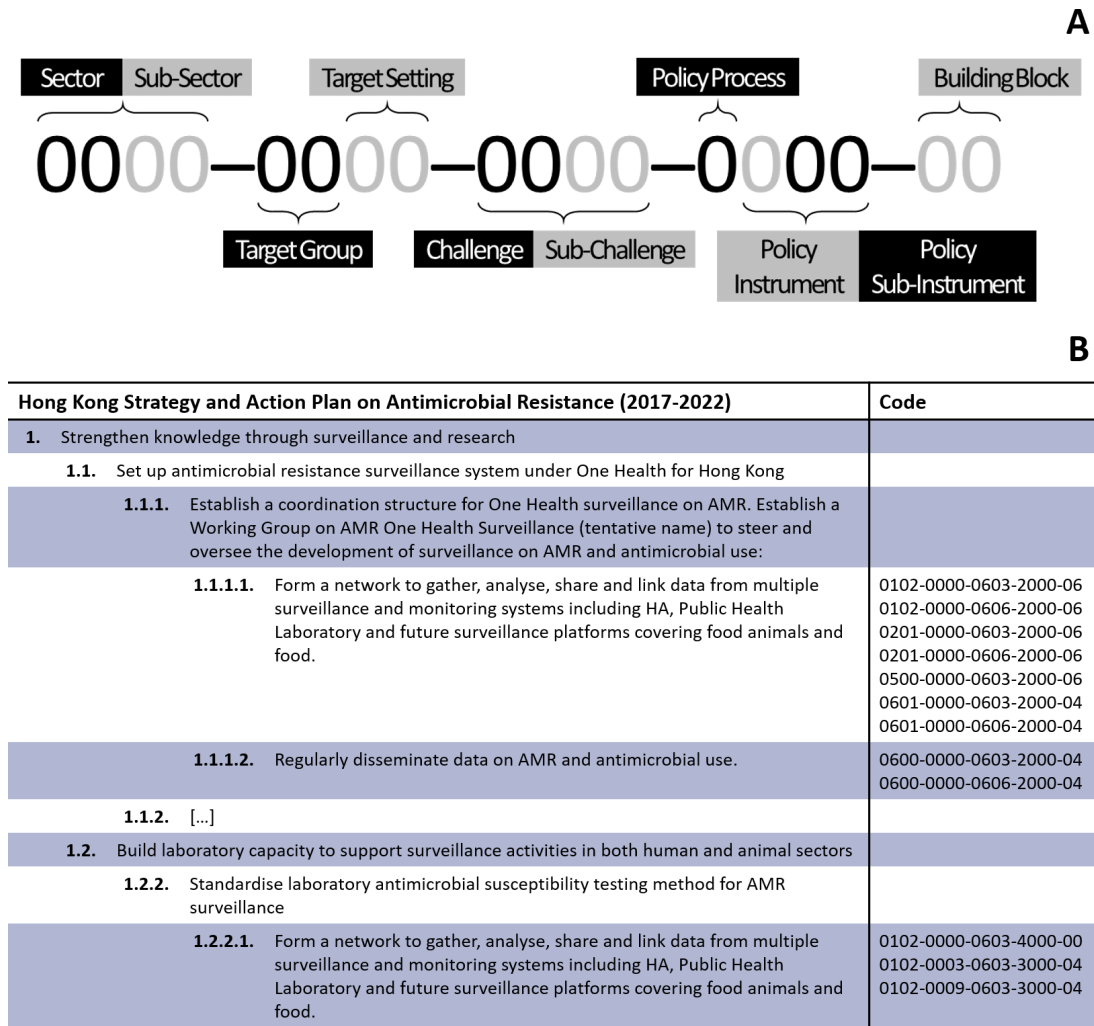 A
Sector Sub-Sector Target Setting Policy Process Building Block
0000–0000–0000–0000–00
Target Group Challenge Sub-Challenge Policy Instrument Policy Sub-Instrument
B
Hong Kong Strategy and Action Plan on Antimicrobial Resistance (2017-2022) Code
1. Strengthen knowledge through surveillance and research
1.1. Set up antimicrobial resistance surveillance system under One Health for Hong Kong
1.1.1. Establish a coordination structure for One Health surveillance on AMR. Establish a
Working Group on AMR One Health Surveillance (tentative name) to steer and
oversee the development of surveillance on AMR and antimicrobial use:
1.1.1.1. Form a network to gather, analyse, share and link data from multiple
surveillance and monitoring systems including HA, Public Health
Laboratory and future surveillance platforms covering food animals and
food.
0102-0000-0603-2000-06
0102-0000-0606-2000-06
0201-0000-0603-2000-06
0201-0000-0606-2000-06
0500-0000-0603-2000-06
0601-0000-0603-2000-04
0601-0000-0606-2000-04
1.1.1.2. Regularly disseminate data on AMR and antimicrobial use.
0600-0000-0603-2000-04
0600-0000-0606-2000-04
1.1.2. [...]
1.2. Build laboratory capacity to support surveillance activities in both human and animal sectors
1.2.2. Standardise laboratory antimicrobial susceptibility testing method for AMR
surveillance
1.2.2.1. Form a network to gather, analyse, share and link data from multiple
surveillance and monitoring systems including HA, Public Health
Laboratory and future surveillance platforms covering food animals and
food.
0102-0000-0603-4000-00
0102-0003-0603-3000-04
0102-0009-0603-3000-04